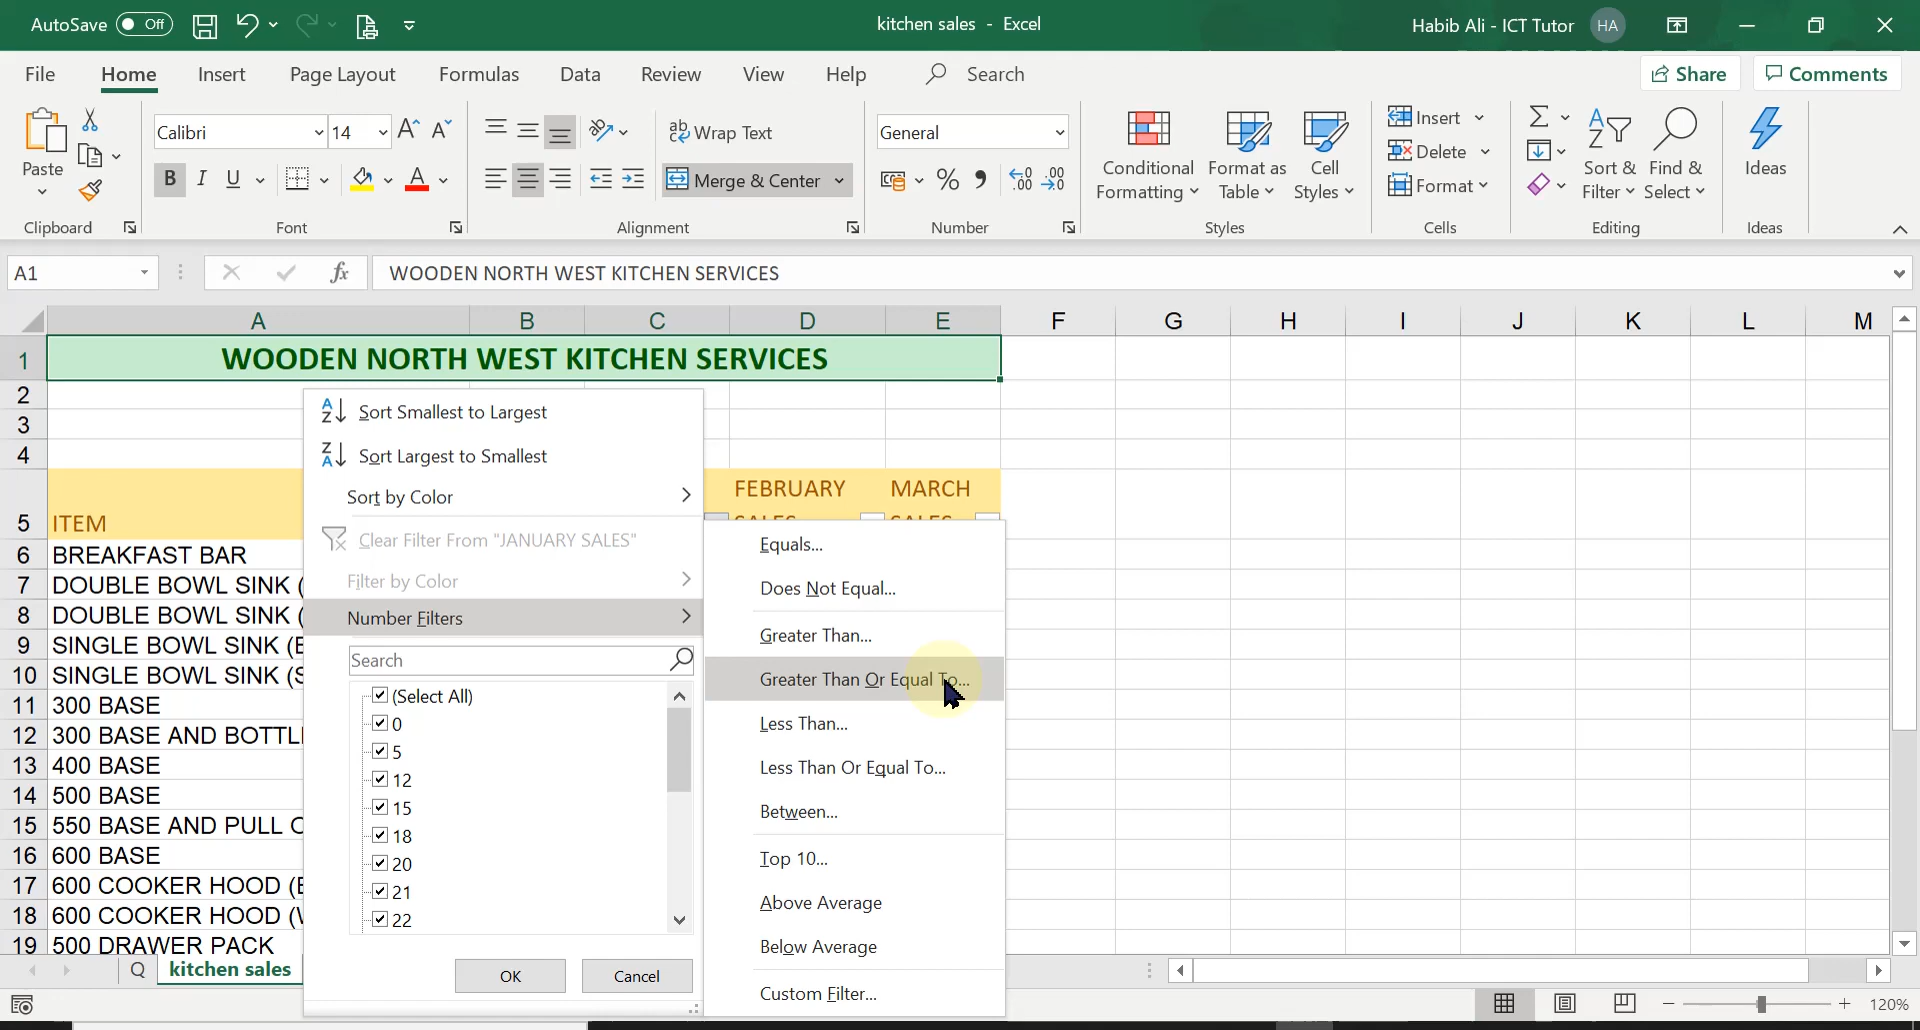 AutoSave Off kitchen sales - Excel Habib Ali - ICT Tutor HA
File Home Insert Page Layout Formulas Data Review View Help Search Share Comments
Paste
Calibri 14
B I U
ab Wrap Text
Merge & Center
General
% 9
Conditional Formatting
Format as Table
Cell Styles
Insert
Delete
Format
Sort & Filter
Find & Select
Ideas
Clipboard Font Alignment Number Styles Cells Editing Ideas
A1 fx WOODEN NORTH WEST KITCHEN SERVICES
A B C D E F G H I J K L M
1 WOODEN NORTH WEST KITCHEN SERVICES
2
3
4
FEBRUARY MARCH
5 ITEM
6 BREAKFAST BAR
7 DOUBLE BOWL SINK (
8 DOUBLE BOWL SINK (
9 SINGLE BOWL SINK (
10 SINGLE BOWL SINK (
11 300 BASE
12 300 BASE AND BOTTL
13 400 BASE
14 500 BASE
15 550 BASE AND PULL
16 600 BASE
17 600 COOKER HOOD (
18 600 COOKER HOOD (
19 500 DRAWER PACK
Sort Smallest to Largest
Sort Largest to Smallest
Sort by Color
Clear Filter From "JANUARY SALES"
Filter by Color
Number Filters
Search
(Select All)
0
5
12
15
18
20
21
22
OK Cancel
Equals...
Does Not Equal...
Greater Than...
Greater Than Or Equal To...
Less Than...
Less Than Or Equal To...
Between...
Top 10...
Above Average
Below Average
Custom Filter...
Q kitchen sales
120%